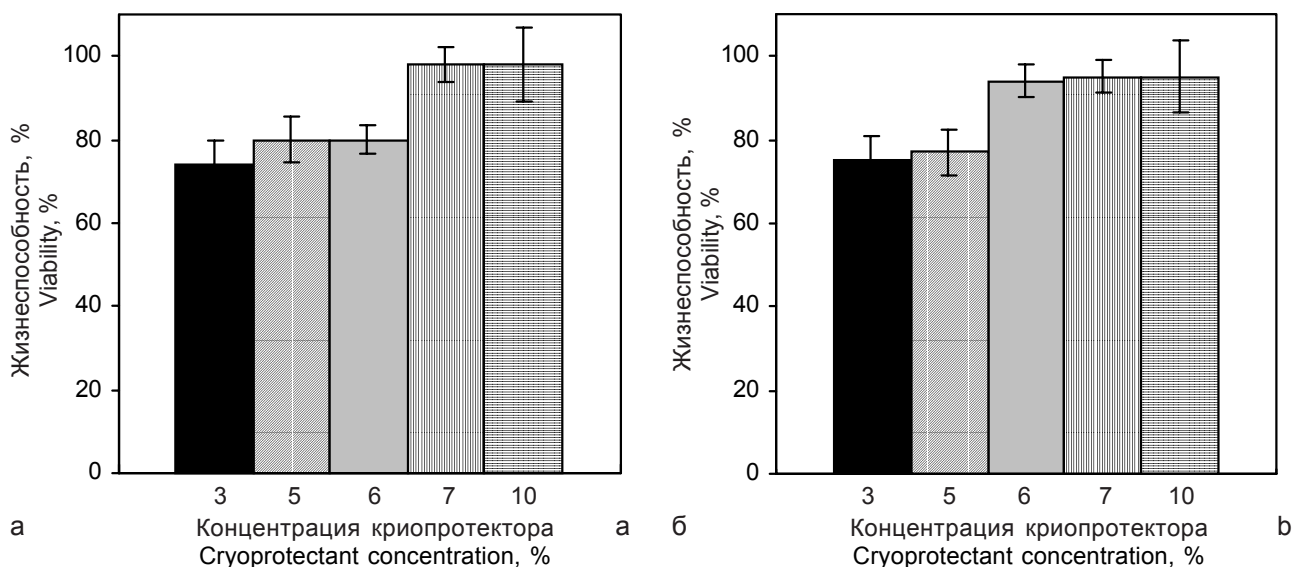 Жизнеспособность, %
Viability, %
100
80
60
40
20
0
3 5 6 7 10
а Концентрация криопротектора a
Cryoprotectant concentration, %
Жизнеспособность, %
Viability, %
100
80
60
40
20
0
3 5 6 7 10
б Концентрация криопротектора b
Cryoprotectant concentration, %